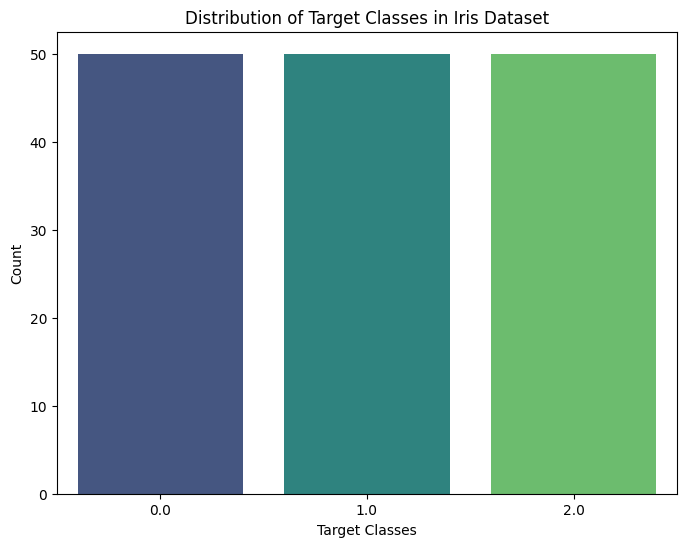 Distribution of Target Classes in Iris Dataset
50
40
30
20
10
0
Count
0.0 1.0 2.0
Target Classes